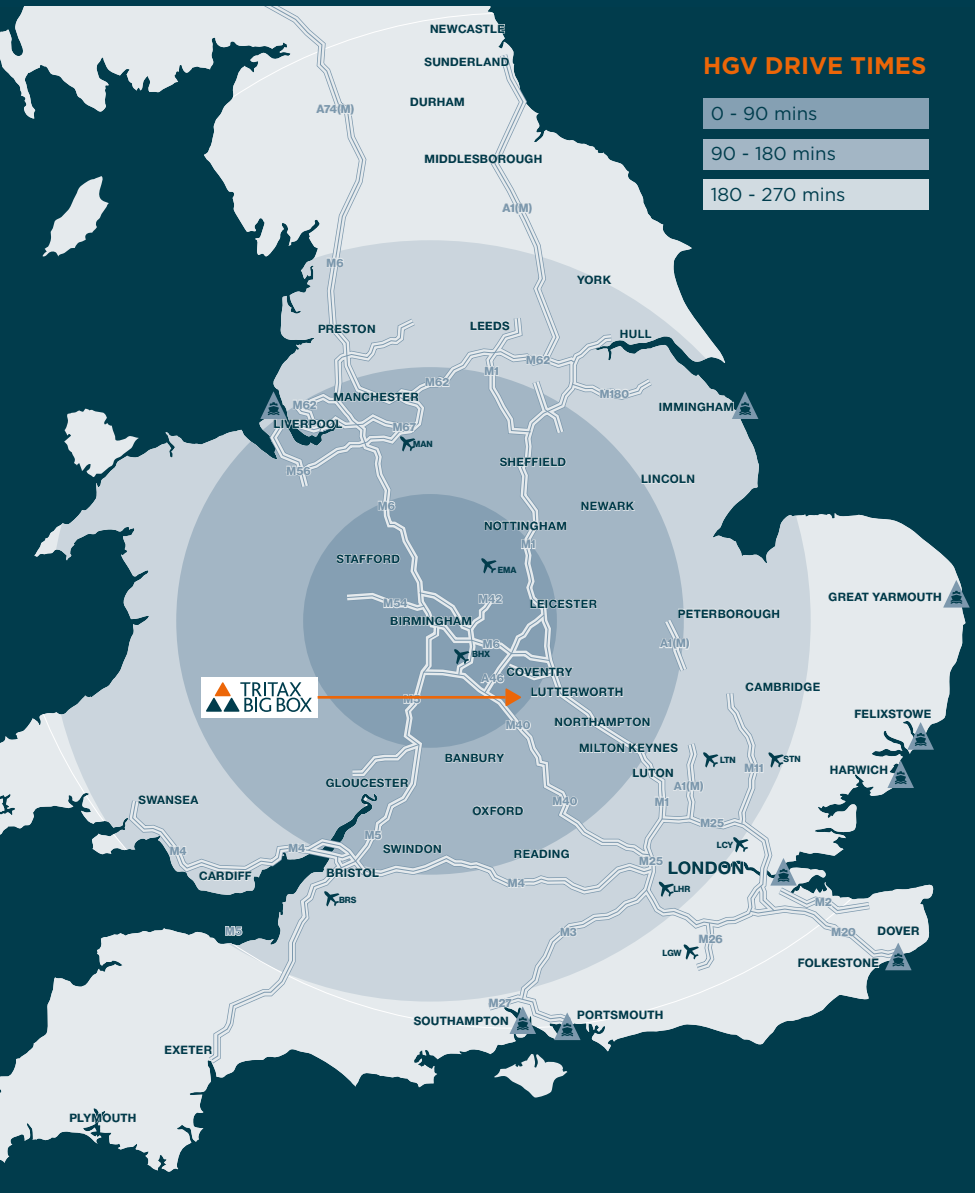 NEWCASTLE
SUNDERLAND
HGV DRIVE TIMES
DURHAM
A74(M)
0 - 90 mins
90 - 180 mins
180 - 270 mins
MIDDLESBOROUGH
A1(M)
M6
YORK
PRESTON
LEEDS
HULL
M62
M1
M62
M180
MANCHESTER
M62
IMMINGHAM
LIVERPOOL
M67
MAN
SHEFFIELD
M56
LINCOLN
M6
NEWARK
NOTTINGHAM
M1
STAFFORD
EMA
M54
M42
LEICESTER
GREAT YARMOUTH
BIRMINGHAM
PETERBOROUGH
M6
A1(M)
BHX
COVENTRY
A46
TRITAX
BIG BOX
LUTTERWORTH
CAMBRIDGE
M5
M40
NORTHAMPTON
FELIXSTOWE
MILTON KEYNES
BANBURY
LTN
STN
HARWICH
LUTON
M11
GLOUCESTER
A1(M)
SWANSEA
M40
M1
OXFORD
M25
M5
M4
M4
SWINDON
READING
LCY
M25
LONDON
CARDIFF
BRISTOL
M4
LHR
BRS
M2
M5
M3
M26
M20
DOVER
LGW
FOLKESTONE
M27
SOUTHAMPTON
PORTSMOUTH
EXETER
PLYMOUTH